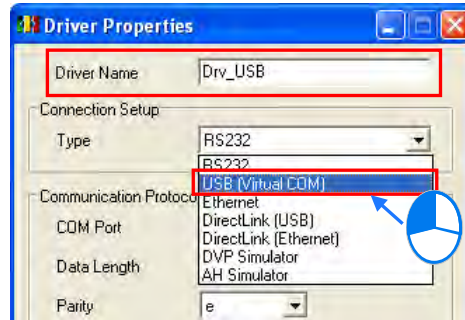 Driver Properties
Driver Name Drv_USB
Connection Setup
Type RS232
RS232
USB (Virtual COM)
Communication Protoco Ethernet
DirectLink (USB)
COM Port DirectLink (Ethernet)
DVP Simulator
Data Length AH Simulator
Parity e